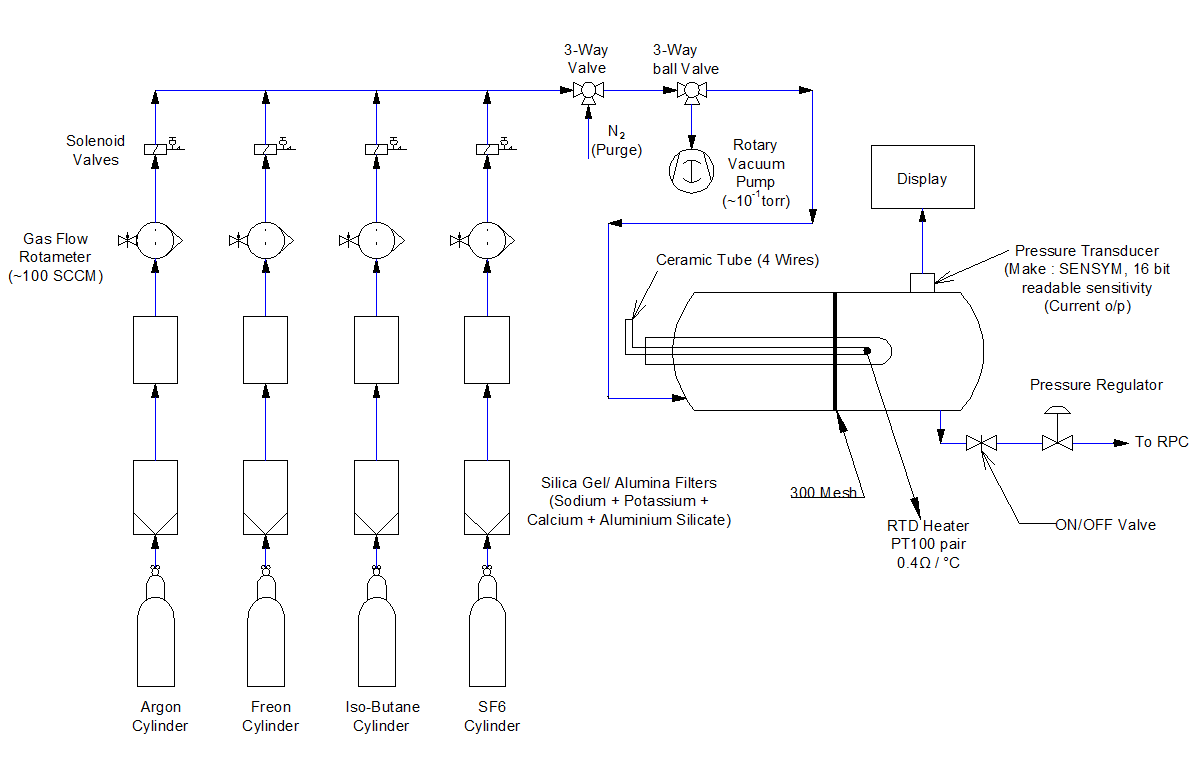 3-Way
Valve
3-Way
ball Valve
Solenoid
Valves
N₂
(Purge)
Rotary
Vacuum
Pump
(~10⁻¹torr)
Display
Gas Flow
Rotameter
(~100 SCCM)
Ceramic Tube (4 Wires)
Pressure Transducer
(Make : SENSYM, 16 bit
readable sensitivity
(Current o/p)
Pressure Regulator
To RPC
300 Mesh
Silica Gel/ Alumina Filters
(Sodium + Potassium +
Calcium + Aluminium Silicate)
RTD Heater
PT100 pair
0.4Ω / °C
ON/OFF Valve
Argon
Cylinder
Freon
Cylinder
Iso-Butane
Cylinder
SF6
Cylinder